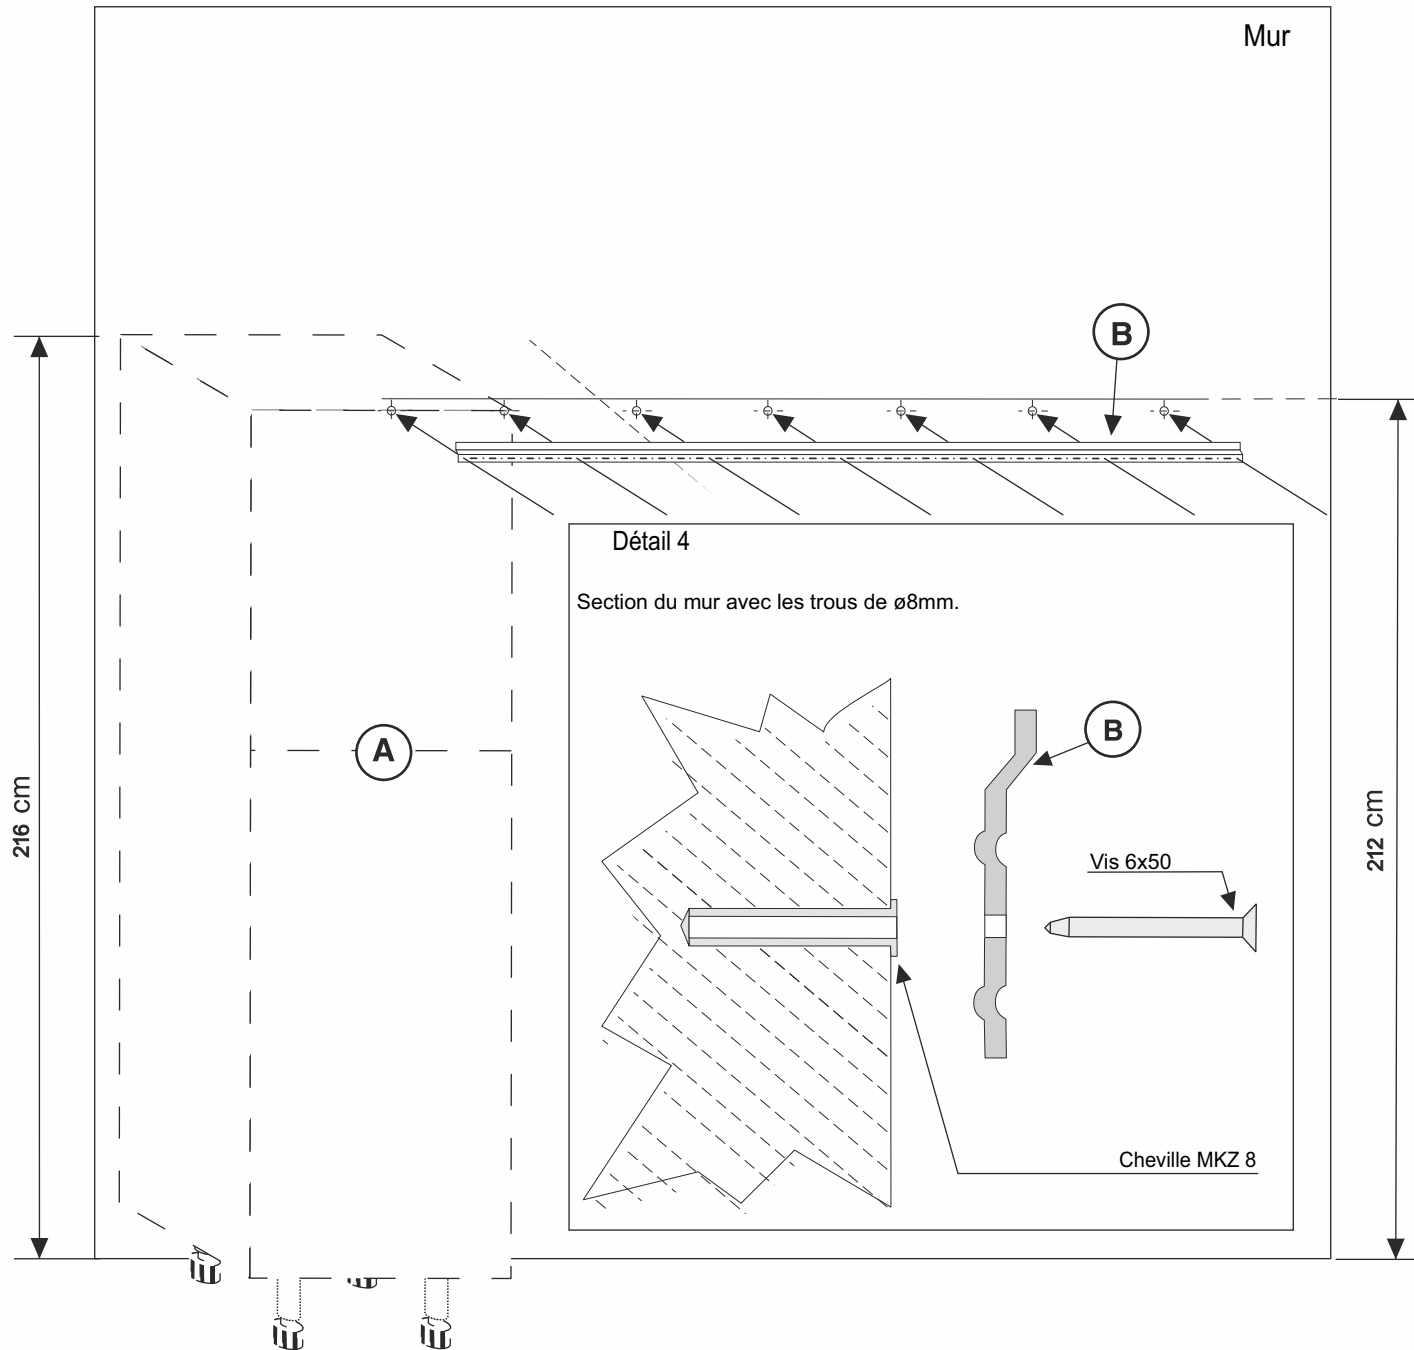 Mur
B
Détail 4
Section du mur avec les trous de ø8mm.
A
B
216 cm
212 cm
Vis 6x50
Cheville MKZ 8